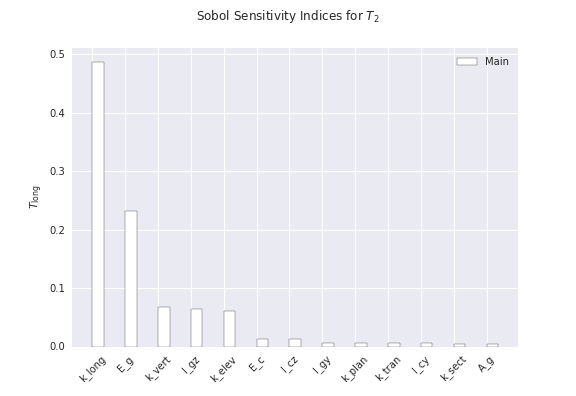 Sobol Sensitivity Indices for T₂
Main
0.5
0.4
0.3
0.2
0.1
0.0
T_long
k_long E_g k_vert I_gz k_elev E_c I_cz I_gy k_plan k_tran I_cy k_sect A_g